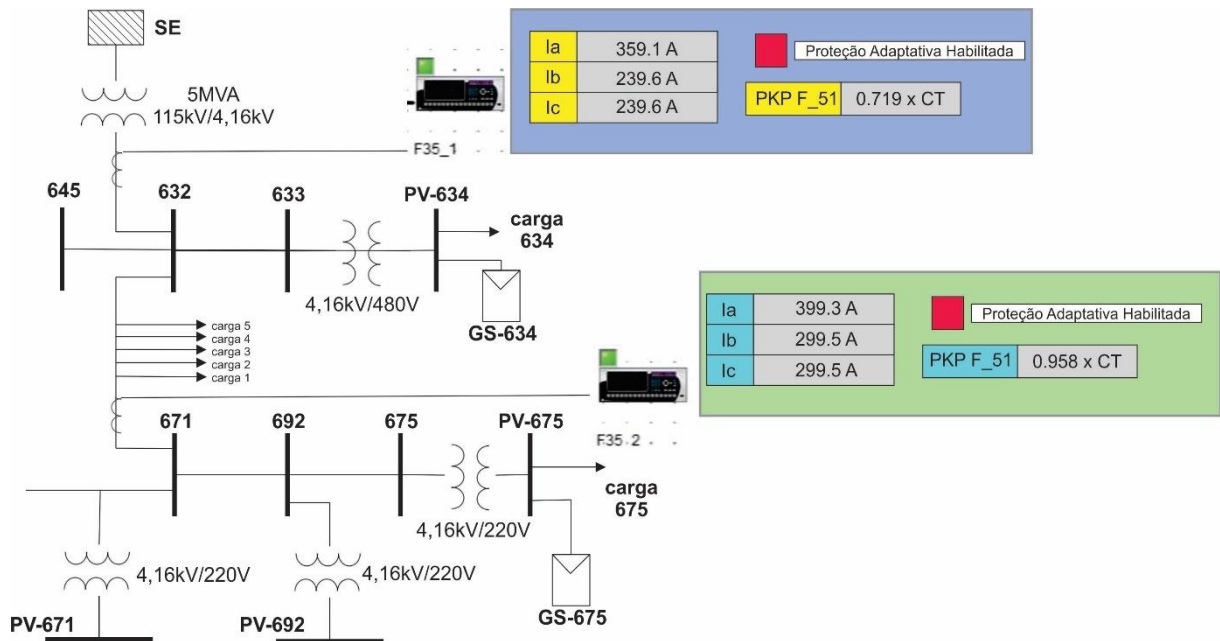 SE
5MVA
115kV/4,16kV
F35_1
Ia 359.1 A
Ib 239.6 A
Ic 239.6 A
Proteção Adaptativa Habilitada
PKP F_51 0.719 x CT
645
632
633
PV-634
carga
634
4,16kV/480V
GS-634
carga 5
carga 4
carga 3
carga 2
carga 1
F35_2
Ia 399.3 A
Ib 299.5 A
Ic 299.5 A
Proteção Adaptativa Habilitada
PKP F_51 0.958 x CT
671
692
675
PV-675
carga
675
4,16kV/220V
GS-675
4,16kV/220V
4,16kV/220V
PV-671
PV-692